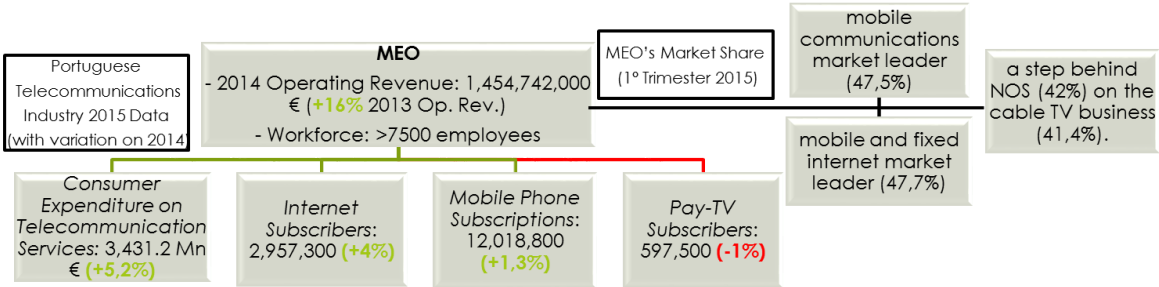 Portuguese
Telecommunications
Industry 2015 Data
(with variation on 2014)
MEO
- 2014 Operating Revenue: 1,454,742,000
€ (+16% 2013 Op. Rev.)
- Workforce: >7500 employees
MEO's Market Share
(1º Trimester 2015)
mobile
communications
market leader
(47,5%)
mobile and fixed
internet market
leader (47,7%)
a step behind
NOS (42%) on the
cable TV business
(41,4%).
Consumer
Expenditure on
Telecommunication
Services: 3,431.2 Mn
€ (+5,2%)
Internet
Subscribers:
2,957,300 (+4%)
Mobile Phone
Subscriptions:
12,018,800
(+1,3%)
Pay-TV
Subscribers:
597,500 (-1%)